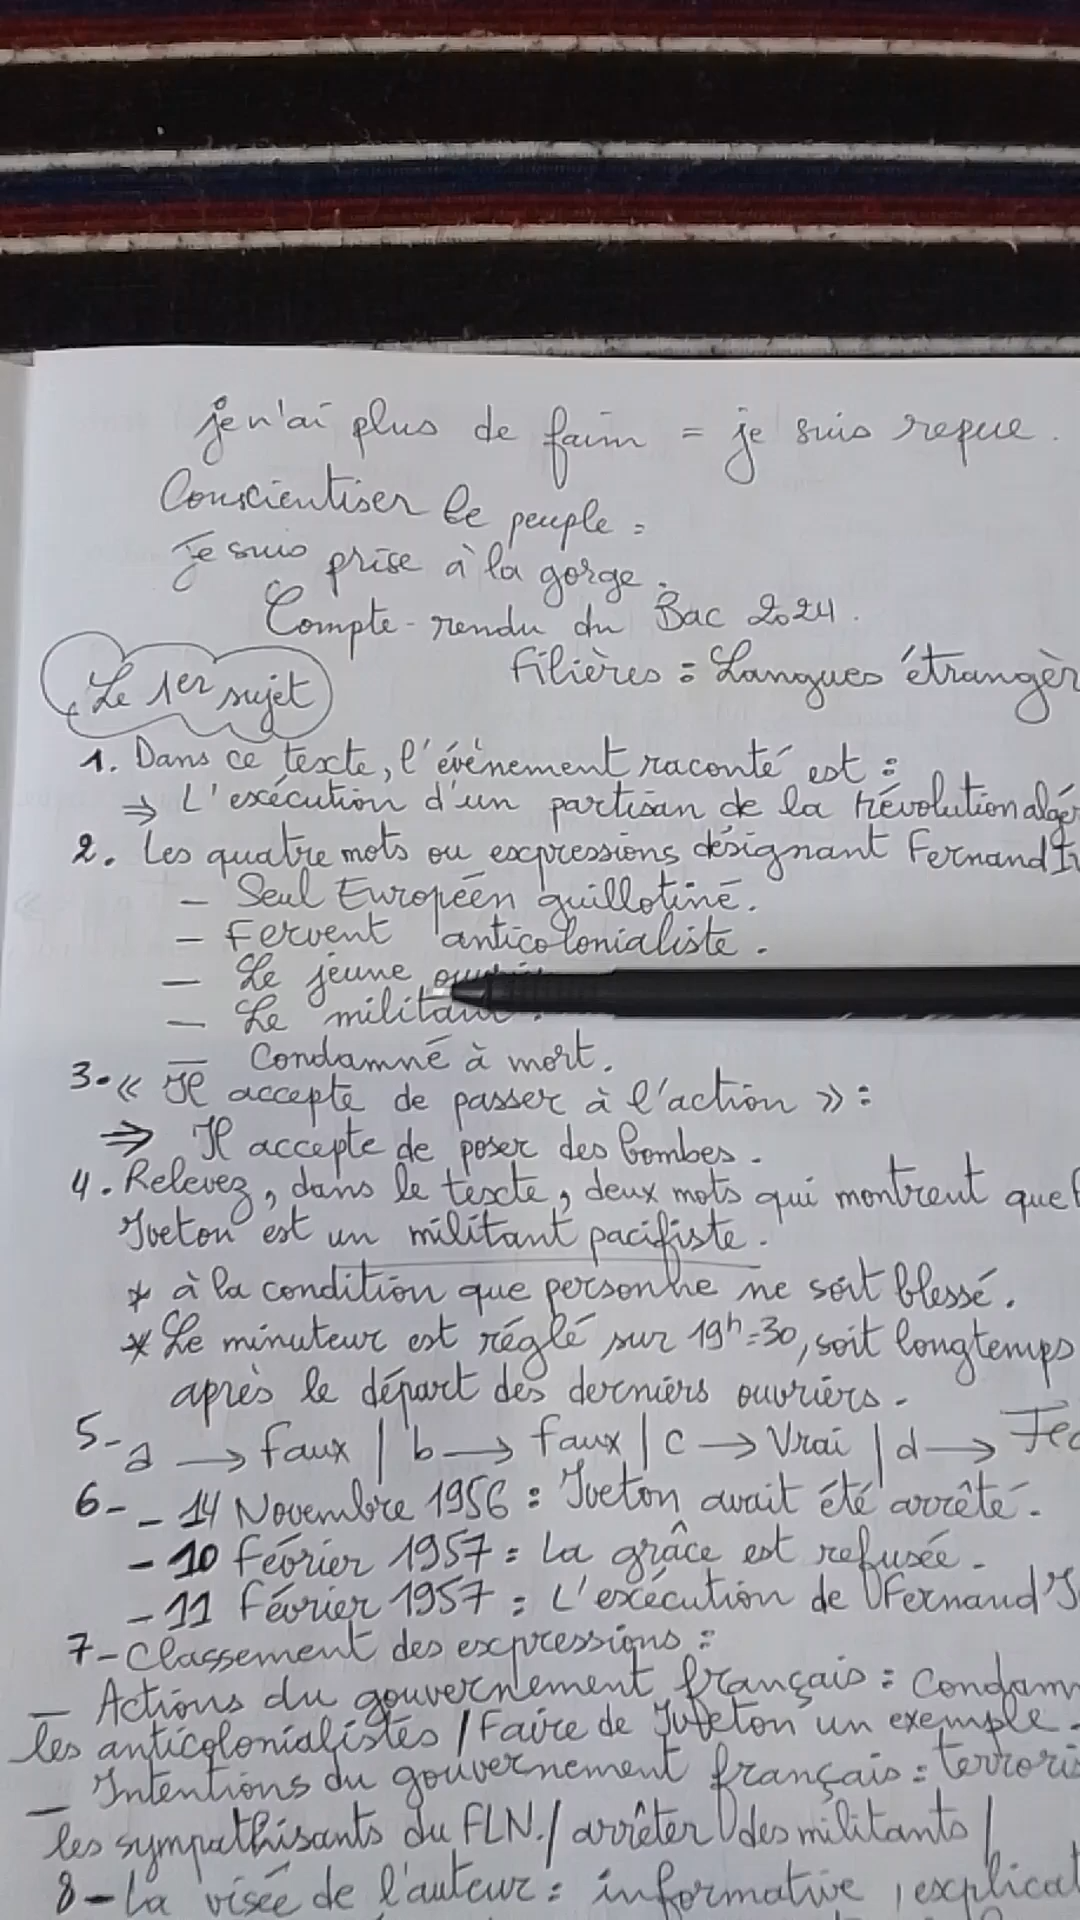 je n'ai plus de faim = je suis repue.
Conscientiser le peuple =
Je suis prise à la gorge.
Compte-rendu du Bac 2024.
Filières = Langues étrangèr
Le 1er sujet
1. Dans ce texte, l'évènement raconté est :
⇒ L'exécution d'un partisan de la révolution algér
2. Les quatre mots ou expressions désignant Fernand Iv
- Seul Européen guillotiné.
- Fervent anticolonialiste.
- Le jeune
- Le militant.
- Condamné à mort.
3-« Il accepte de passer à l'action » :
⇒ Il accepte de poser des bombes.
4. Relevez, dans le texte, deux mots qui montrent que F
Iveton est un militant pacifiste.
* à la condition que personne ne soit blessé.
* Le minuteur est réglé sur 19h=30, soit longtemps
après le départ des derniers ouvriers.
5- a → faux | b → faux | c → Vrai | d →
6- - 14 Novembre 1956 : Iveton avait été arrêté.
- 10 février 1957 : La grâce est refusée.
- 11 février 1957 : L'exécution de Fernand I
7- Classement des expressions :
- Actions du gouvernement français : Condam
les anticolonialistes / Faire de Iveton un exemple.
- Intentions du gouvernement français : terroris
les sympathisants du FLN. / arrêter des militants /
8- La visée de l'auteur : informative, explicat